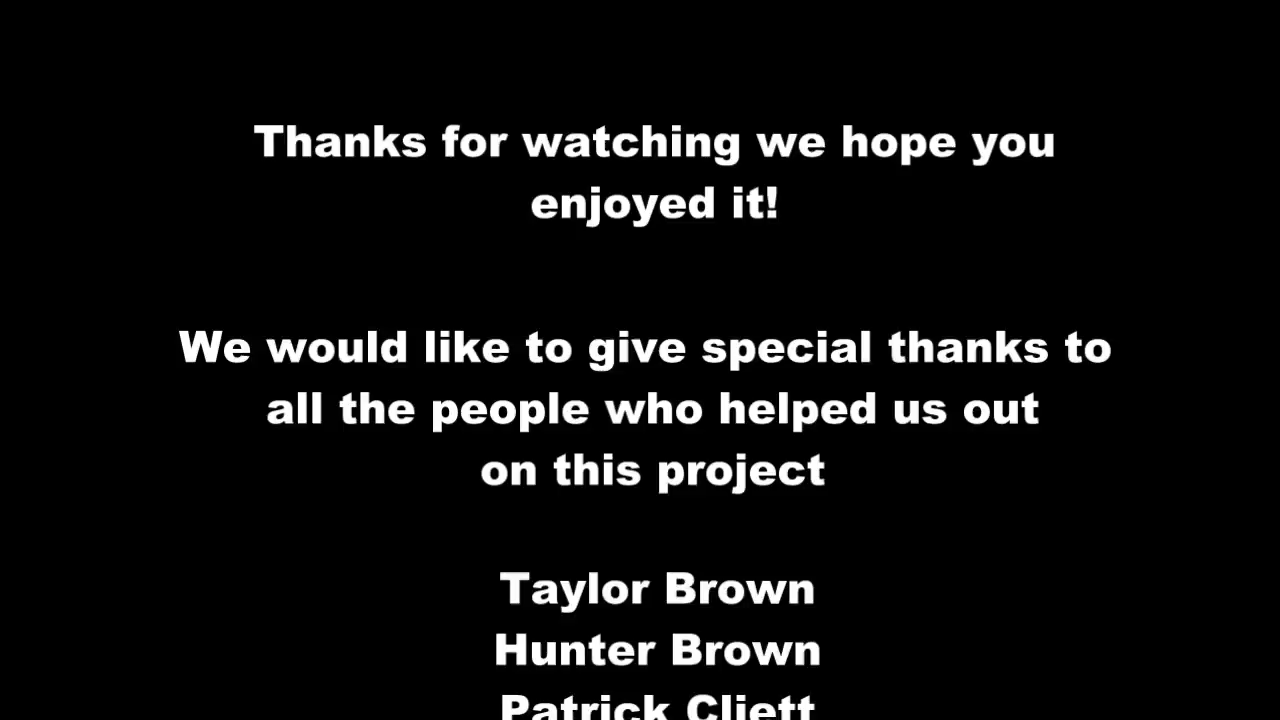 Thanks for watching we hope you
enjoyed it!
We would like to give special thanks to
all the people who helped us out
on this project
Taylor Brown
Hunter Brown
Patrick Cliett